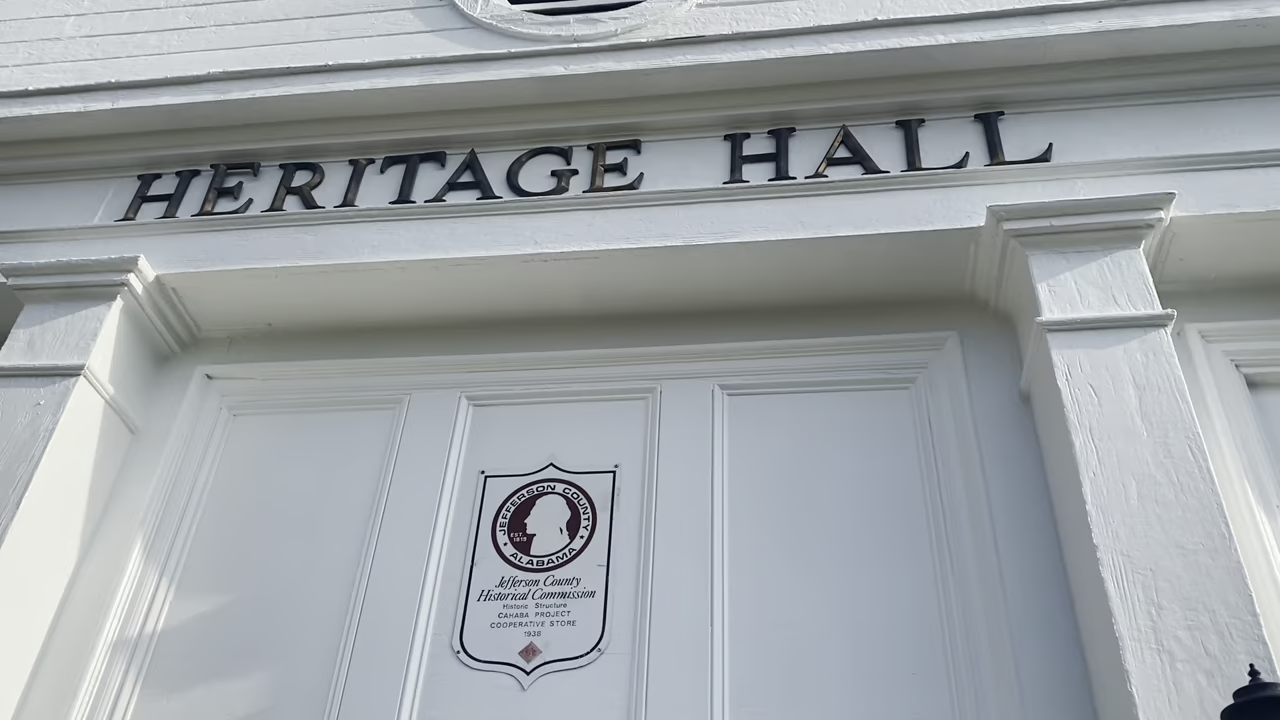 HERITAGE HALL
JEFFERSON COUNTY
EST.
1819
ALABAMA
Jefferson County
Historical Commission
Historic Structure
CAHABA PROJECT
COOPERATIVE STORE
1938